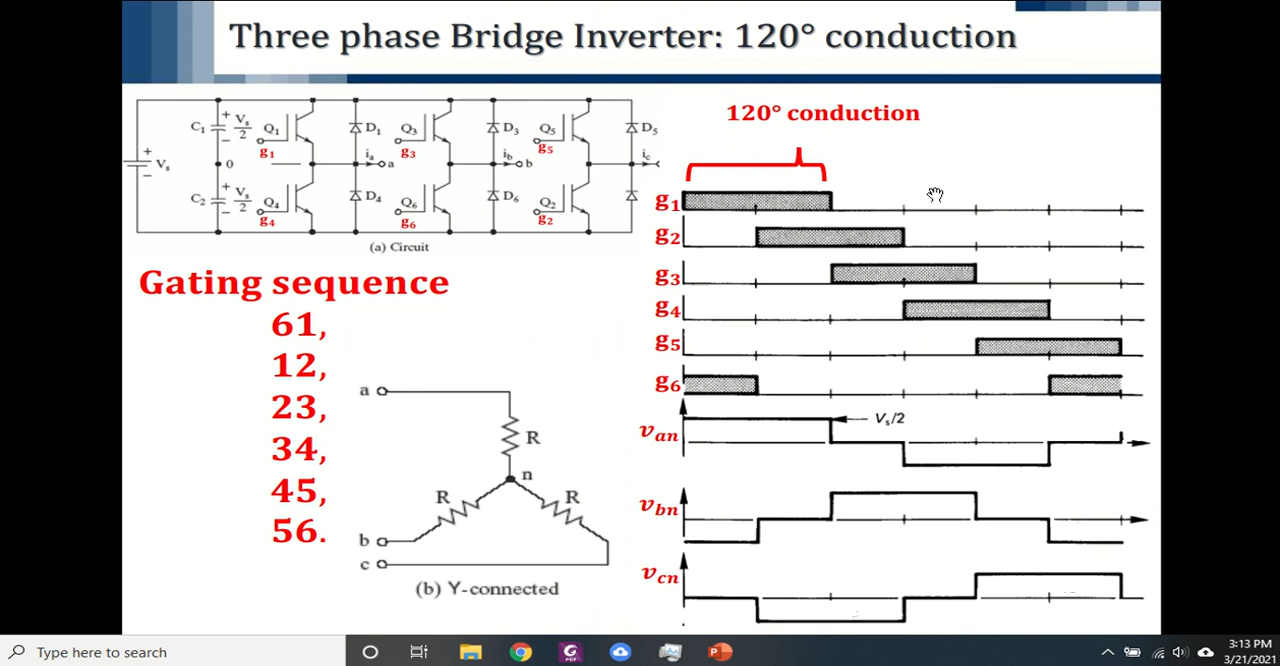 Three phase Bridge Inverter: 120° conduction
+
Vs
−
C1
+
Vs
2
−
0
C2
+
Vs
2
−
Q1
g1
D1
Q3
g3
D3
Q5
g5
D5
ia
a
ib
b
ic
Q4
g4
D4
Q6
g6
D6
Q2
g2
(a) Circuit
Gating sequence
61,
12,
23,
34,
45,
56.
a
R
n
R
R
b
c
(b) Y-connected
120° conduction
g1
g2
g3
g4
g5
g6
van
Vs/2
vbn
vcn
Type here to search
3:13 PM
3/21/2021